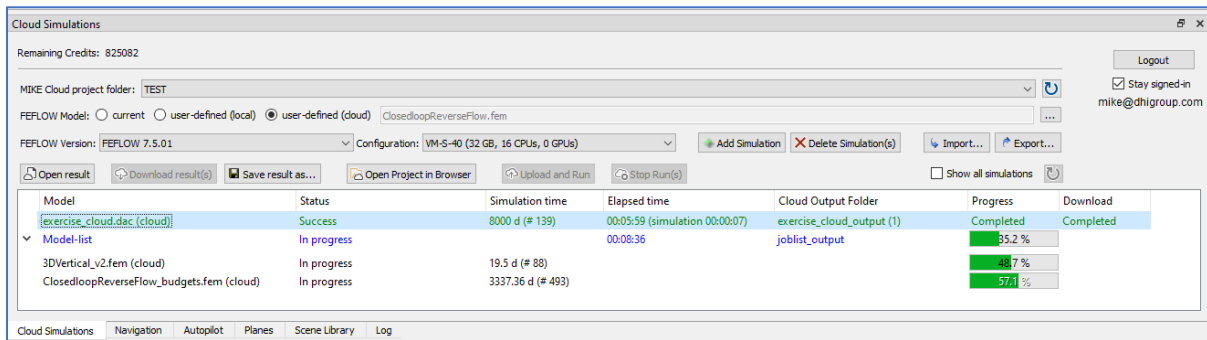 Cloud Simulations
Remaining Credits: 825082
Logout
MIKE Cloud project folder: TEST
Stay signed-in
mike@dhigroup.com
FEFLOW Model: current user-defined (local) user-defined (cloud) ClosedloopReverseFlow.fem ...
FEFLOW Version: FEFLOW 7.5.01 Configuration: VM-S-40 (32 GB, 16 CPUs, 0 GPUs) Add Simulation Delete Simulation(s) Import... Export...
Open result Download result(s) Save result as... Open Project in Browser Upload and Run Stop Run(s) Show all simulations
Model Status Simulation time Elapsed time Cloud Output Folder Progress Download
exercise_cloud.dac (cloud) Success 8000 d (# 139) 00:05:59 (simulation 00:00:07) exercise_cloud_output (1) Completed Completed
Model-list In progress 00:08:36 joblist_output 35.2 %
3DVertical_v2.fem (cloud) In progress 19.5 d (# 88) 48.7 %
ClosedloopReverseFlow_budgets.fem (cloud) In progress 3337.36 d (# 493) 57.1 %
Cloud Simulations Navigation Autopilot Planes Scene Library Log